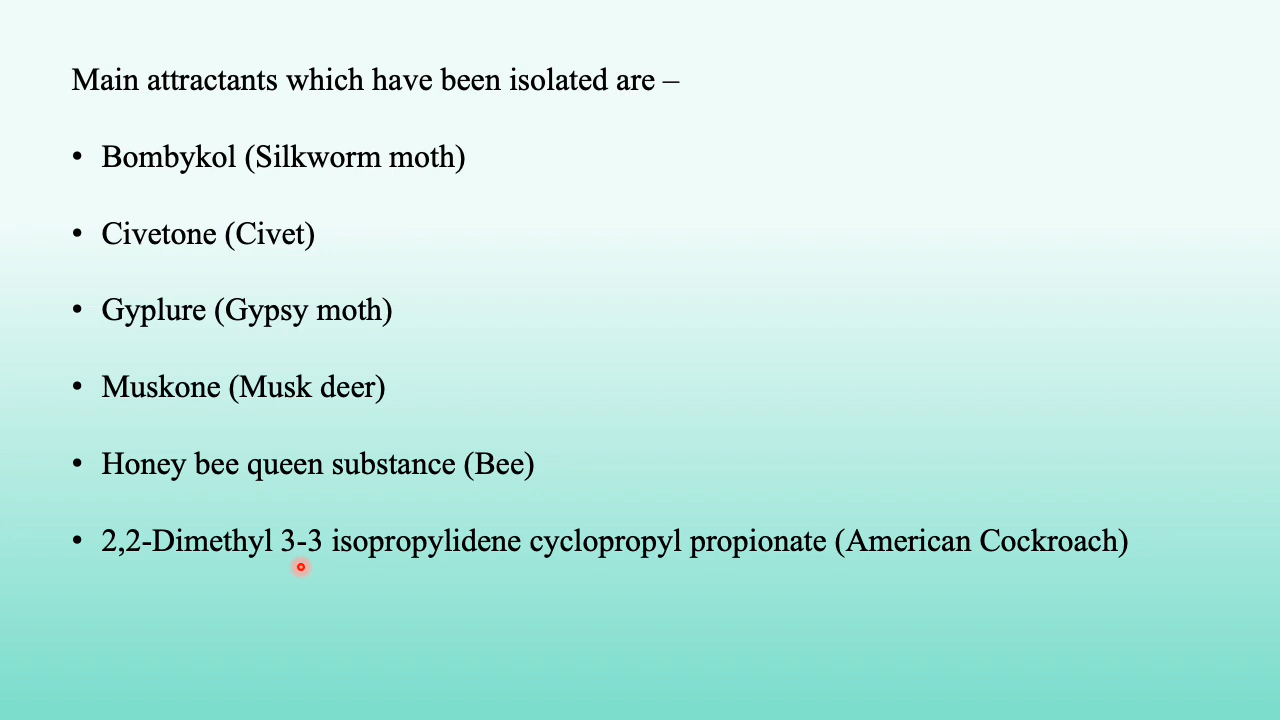 Main attractants which have been isolated are –
• Bombykol (Silkworm moth)
• Civetone (Civet)
• Gyplure (Gypsy moth)
• Muskone (Musk deer)
• Honey bee queen substance (Bee)
• 2,2-Dimethyl 3-3 isopropylidene cyclopropyl propionate (American Cockroach)